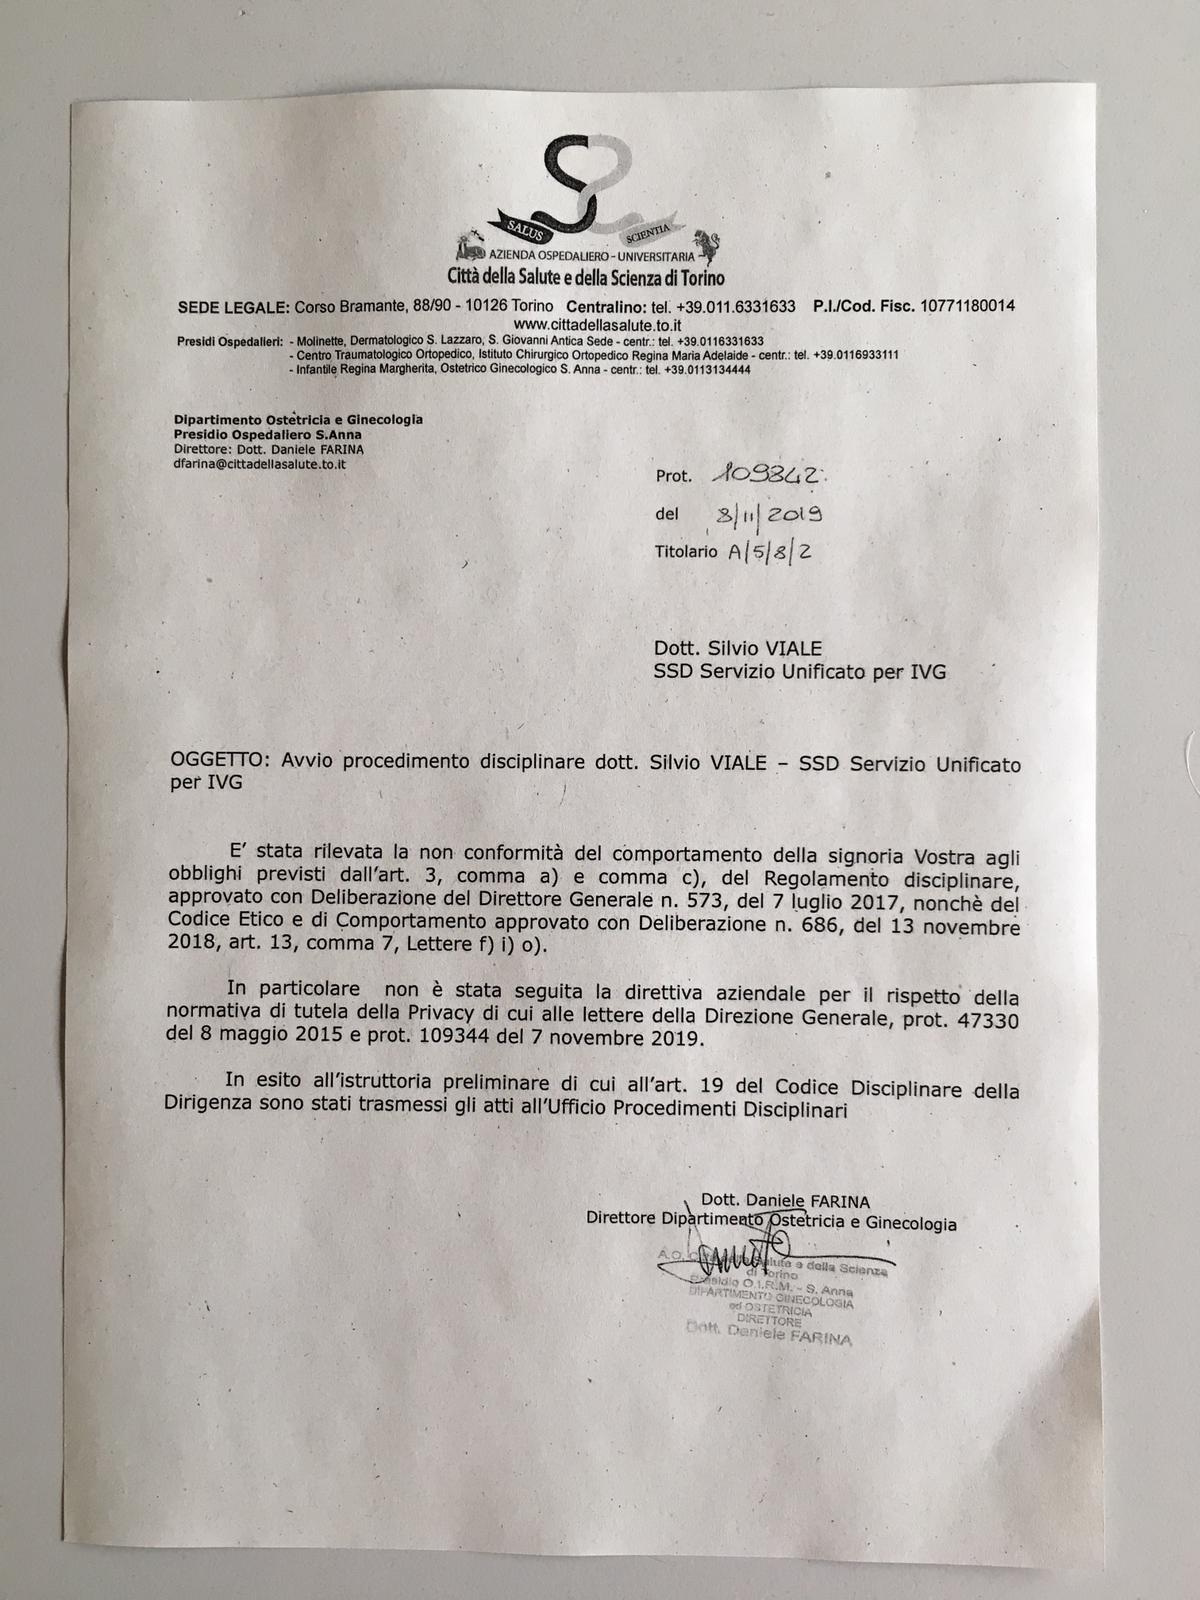 SALUS
SCIENTIA
AZIENDA OSPEDALIERO - UNIVERSITARIA
Città della Salute e della Scienza di Torino
SEDE LEGALE: Corso Bramante, 88/90 - 10126 Torino Centralino: tel. +39.011.6331633 P.I./Cod. Fisc. 10771180014
www.cittadellasalute.to.it
Presidi Ospedalieri: - Molinette, Dermatologico S. Lazzaro, S. Giovanni Antica Sede - centr.: tel. +39.0116331633
- Centro Traumatologico Ortopedico, Istituto Chirurgico Ortopedico Regina Maria Adelaide - centr.: tel. +39.0116933111
- Infantile Regina Margherita, Ostetrico Ginecologico S. Anna - centr.: tel. +39.0113134444
Dipartimento Ostetricia e Ginecologia
Presidio Ospedaliero S.Anna
Direttore: Dott. Daniele FARINA
dfarina@cittadellasalute.to.it
Prot. 109842
del 8/11/2019
Titolario A/5/8/2
Dott. Silvio VIALE
SSD Servizio Unificato per IVG
OGGETTO: Avvio procedimento disciplinare dott. Silvio VIALE – SSD Servizio Unificato
per IVG
E' stata rilevata la non conformità del comportamento della signoria Vostra agli
obblighi previsti dall'art. 3, comma a) e comma c), del Regolamento disciplinare,
approvato con Deliberazione del Direttore Generale n. 573, del 7 luglio 2017, nonchè del
Codice Etico e di Comportamento approvato con Deliberazione n. 686, del 13 novembre
2018, art. 13, comma 7, Lettere f) i) o).
In particolare non è stata seguita la direttiva aziendale per il rispetto della
normativa di tutela della Privacy di cui alle lettere della Direzione Generale, prot. 47330
del 8 maggio 2015 e prot. 109344 del 7 novembre 2019.
In esito all'istruttoria preliminare di cui all'art. 19 del Codice Disciplinare della
Dirigenza sono stati trasmessi gli atti all'Ufficio Procedimenti Disciplinari
Dott. Daniele FARINA
Direttore Dipartimento Ostetricia e Ginecologia
A.O. Salute e della Scienza
di Torino
Presidio O.I.R.M. - S. Anna
DIPARTIMENTO GINECOLOGIA
ed OSTETRICIA
DIRETTORE
Dott. Daniele FARINA